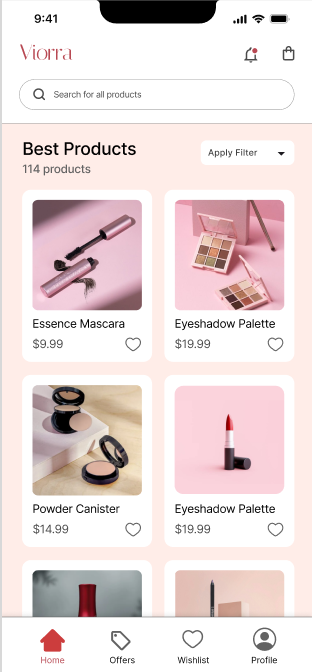 9:41
Viorra
Search for all products
Best Products
114 products
Apply Filter
Essence Mascara
$9.99
Eyeshadow Palette
$19.99
Powder Canister
$14.99
Eyeshadow Palette
$19.99
Home
Offers
Wishlist
Profile